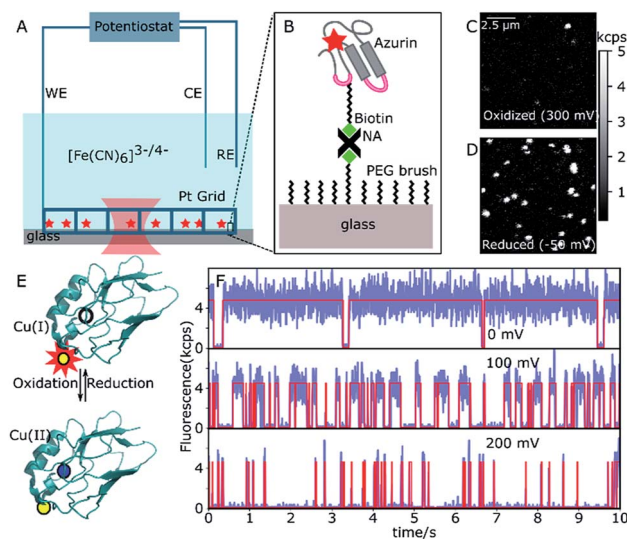 A
Potentiostat
WE
CE
RE
[Fe(CN)6]3-/4-
Pt Grid
glass
B
Azurin
Biotin
NA
PEG brush
glass
C
2.5 μm
Oxidized (300 mV)
D
Reduced (-50 mV)
kcps
5
4
3
2
1
E
Cu(I)
Oxidation
Reduction
Cu(II)
F
Fluorescence(kcps)
4
0
0 mV
4
0
100 mV
4
0
200 mV
0 1 2 3 4 5 6 7 8 9 10
time/s